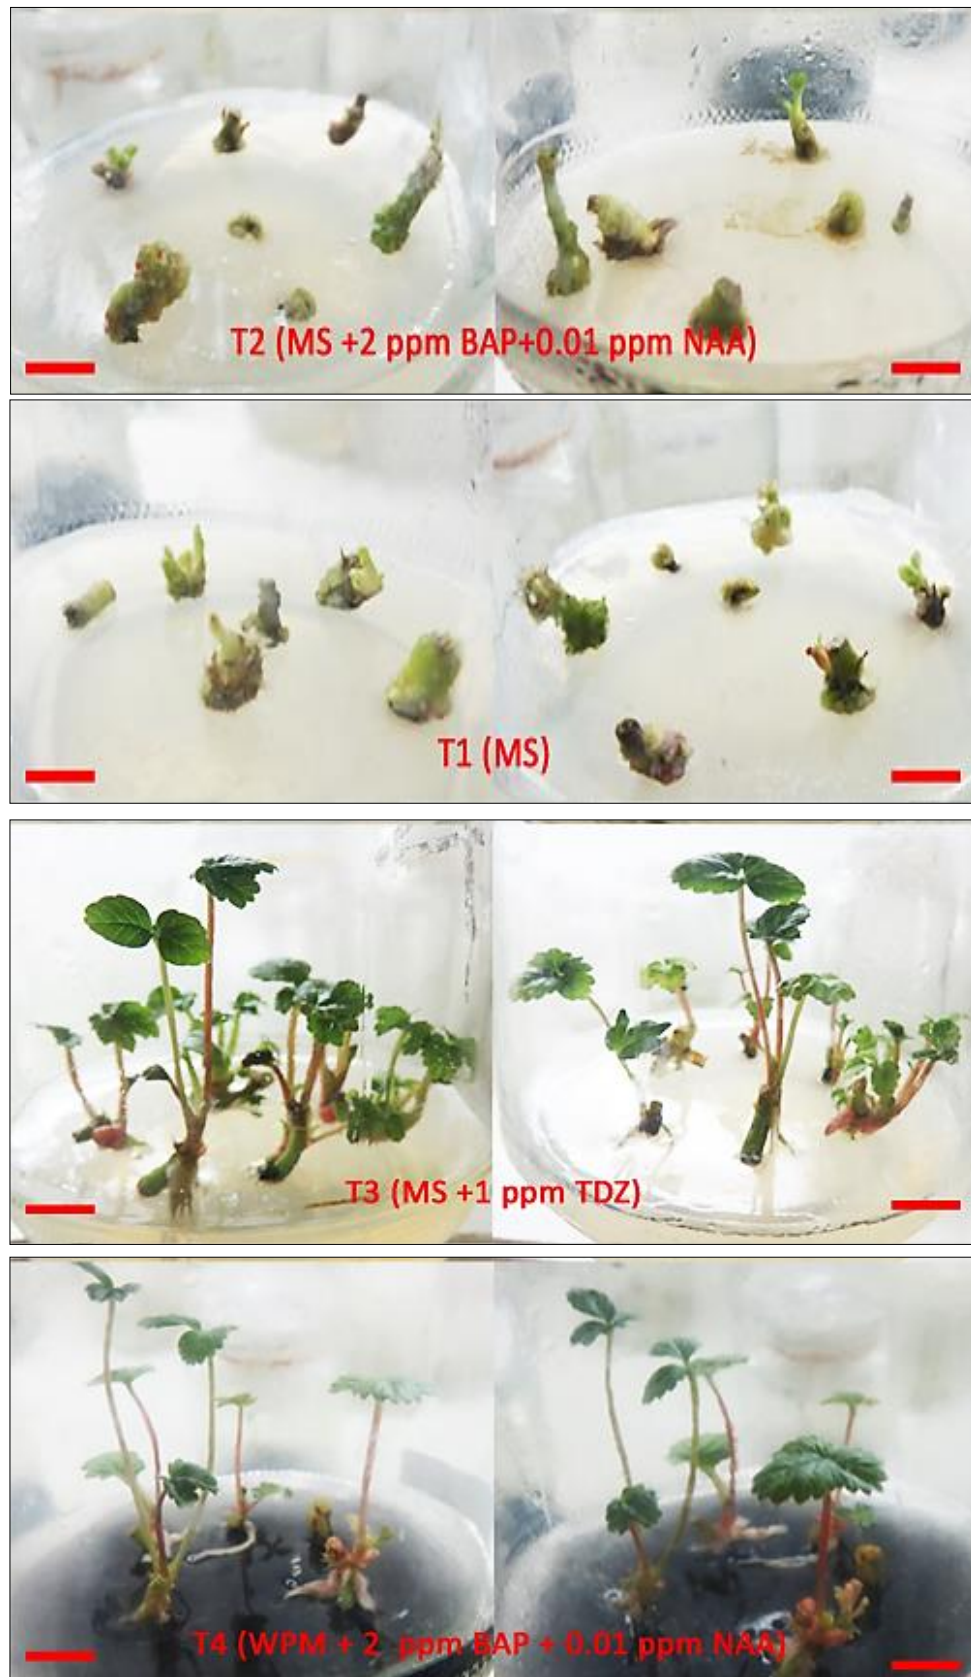 T2 (MS +2 ppm BAP+0.01 ppm NAA)
T1 (MS)
T3 (MS +1 ppm TDZ)
T4 (WPM + 2 ppm BAP + 0.01 ppm NAA)